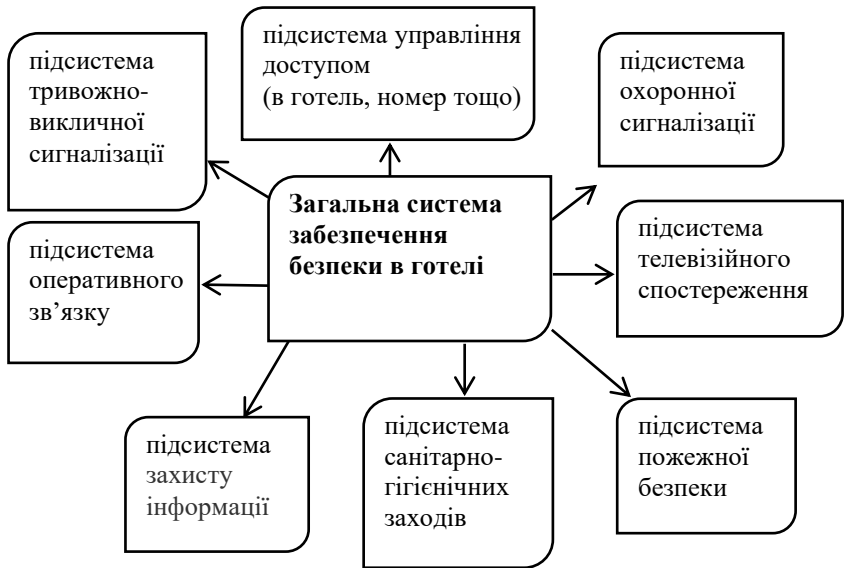 підсистема
тривожно-
викличної
сигналізації
підсистема управління
доступом
(в готель, номер тощо)
підсистема
охоронної
сигналізації
Загальна система
забезпечення
безпеки в готелі
підсистема
оперативного
зв’язку
підсистема
телевізійного
спостереження
підсистема
захисту
інформації
підсистема
санітарно-
гігієнічних
заходів
підсистема
пожежної
безпеки